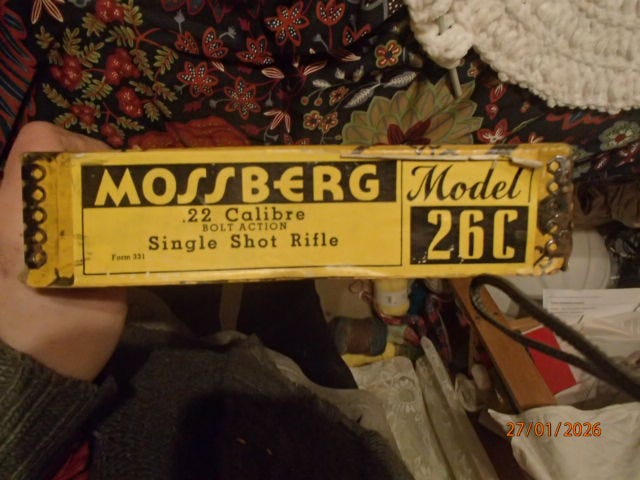 MOSSBERG
.22 Calibre
BOLT ACTION
Single Shot Rifle
Form 331
Model
26C
27/01/2026